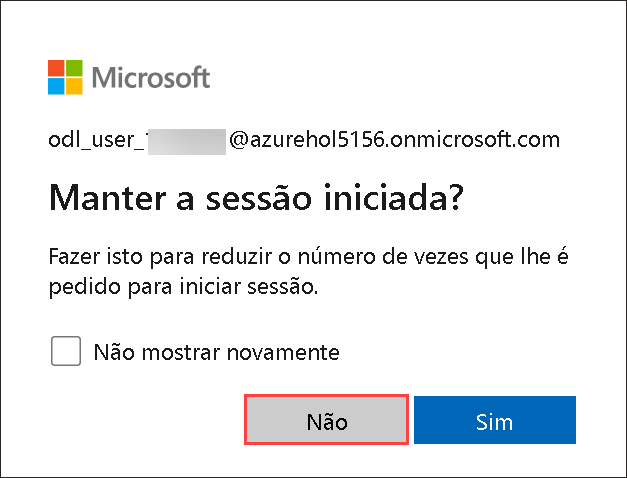 Microsoft
odl_user_ @azurehol5156.onmicrosoft.com
Manter a sessão iniciada?
Fazer isto para reduzir o número de vezes que lhe é
pedido para iniciar sessão.
Não mostrar novamente
Não
Sim